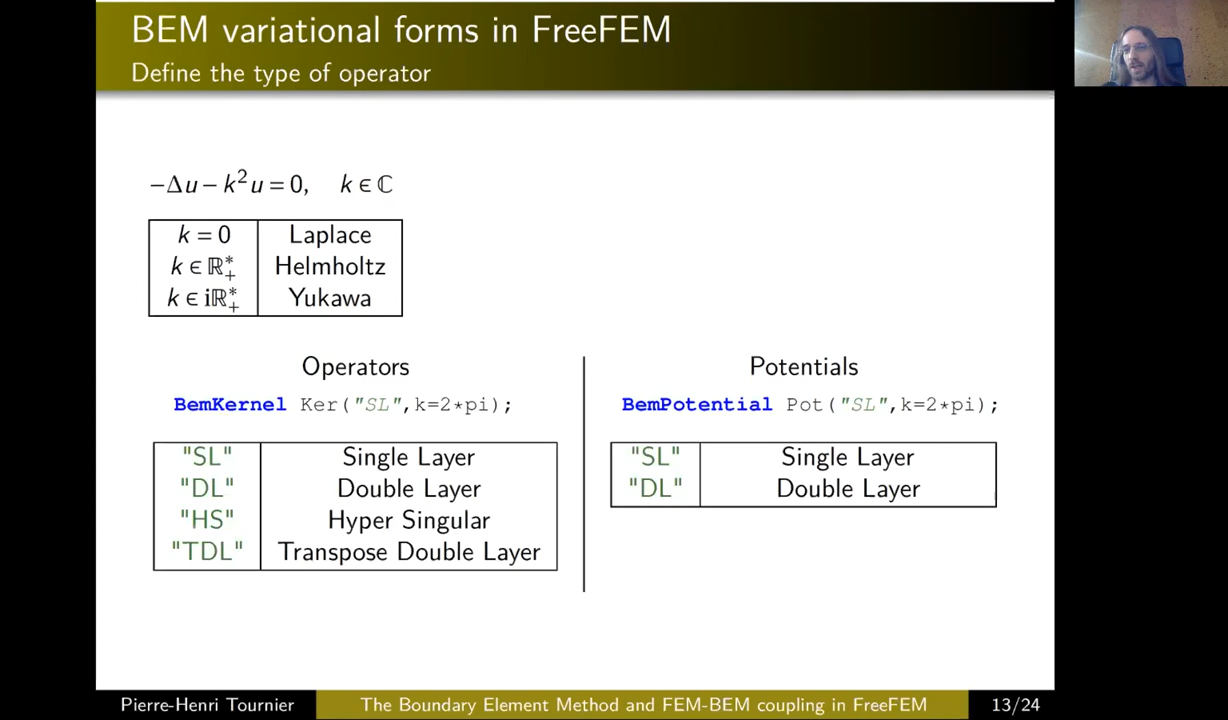 BEM variational forms in FreeFEM
Define the type of operator
−Δu − k²u = 0, k ∈ ℂ
k = 0 Laplace
k ∈ ℝ*₊ Helmholtz
k ∈ iℝ*₊ Yukawa
Operators
BemKernel Ker("SL",k=2*pi);
"SL" Single Layer
"DL" Double Layer
"HS" Hyper Singular
"TDL" Transpose Double Layer
Potentials
BemPotential Pot("SL",k=2*pi);
"SL" Single Layer
"DL" Double Layer
Pierre-Henri Tournier The Boundary Element Method and FEM-BEM coupling in FreeFEM 13/24